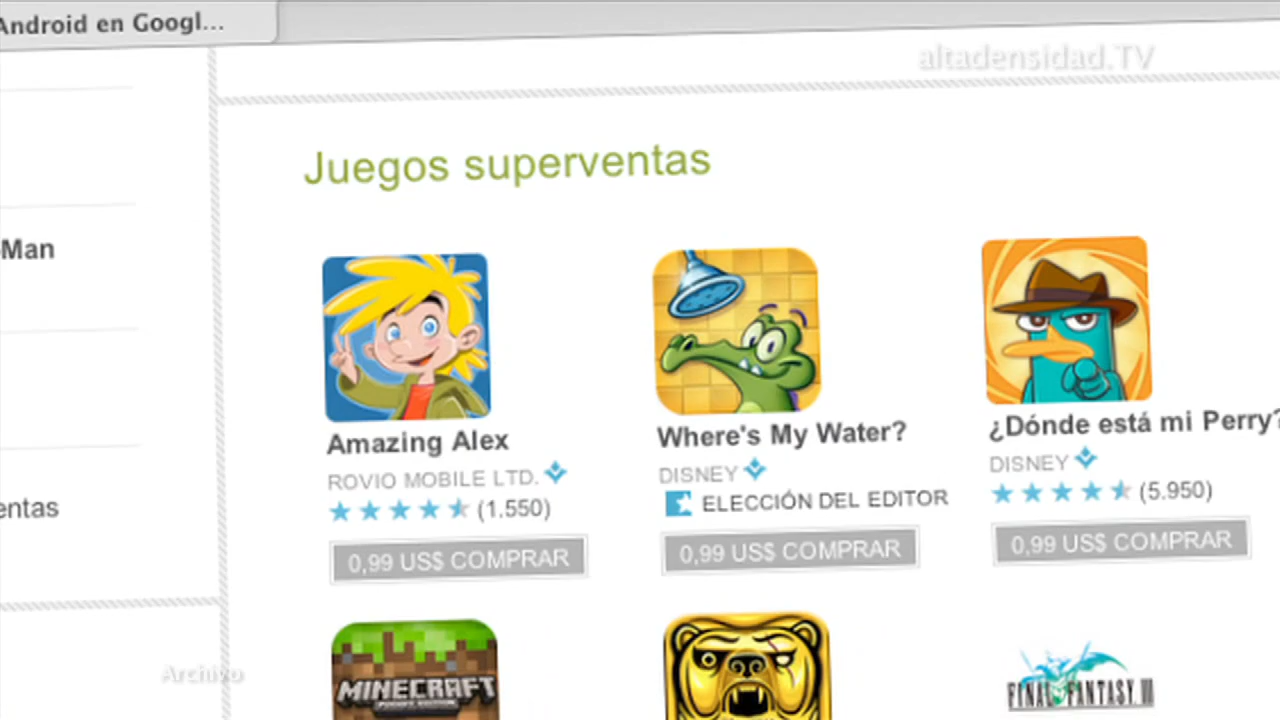 Android en Googl...
altadensidad.TV
Juegos superventas
Man
Amazing Alex
ROVIO MOBILE LTD.
(1.550)
0,99 US$ COMPRAR
Where's My Water?
DISNEY
ELECCIÓN DEL EDITOR
0,99 US$ COMPRAR
¿Dónde está mi Perry?
DISNEY
(5.950)
0,99 US$ COMPRAR
entas
MINECRAFT
POCKET EDITION
FINAL FANTASY III
Archivo